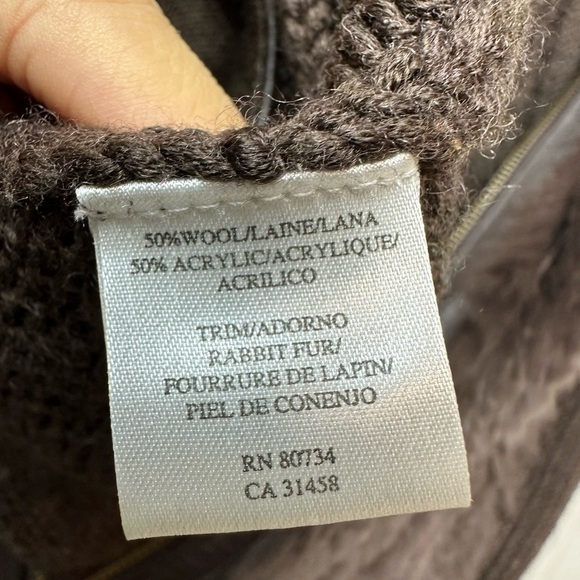 50%WOOL/LAINE/LANA
50% ACRYLIC/ACRYLIQUE/
ACRILICO
TRIM/ADORNO
RABBIT FUR/
FOURRURE DE LAPIN/
PIEL DE CONENJO
RN 80734
CA 31458